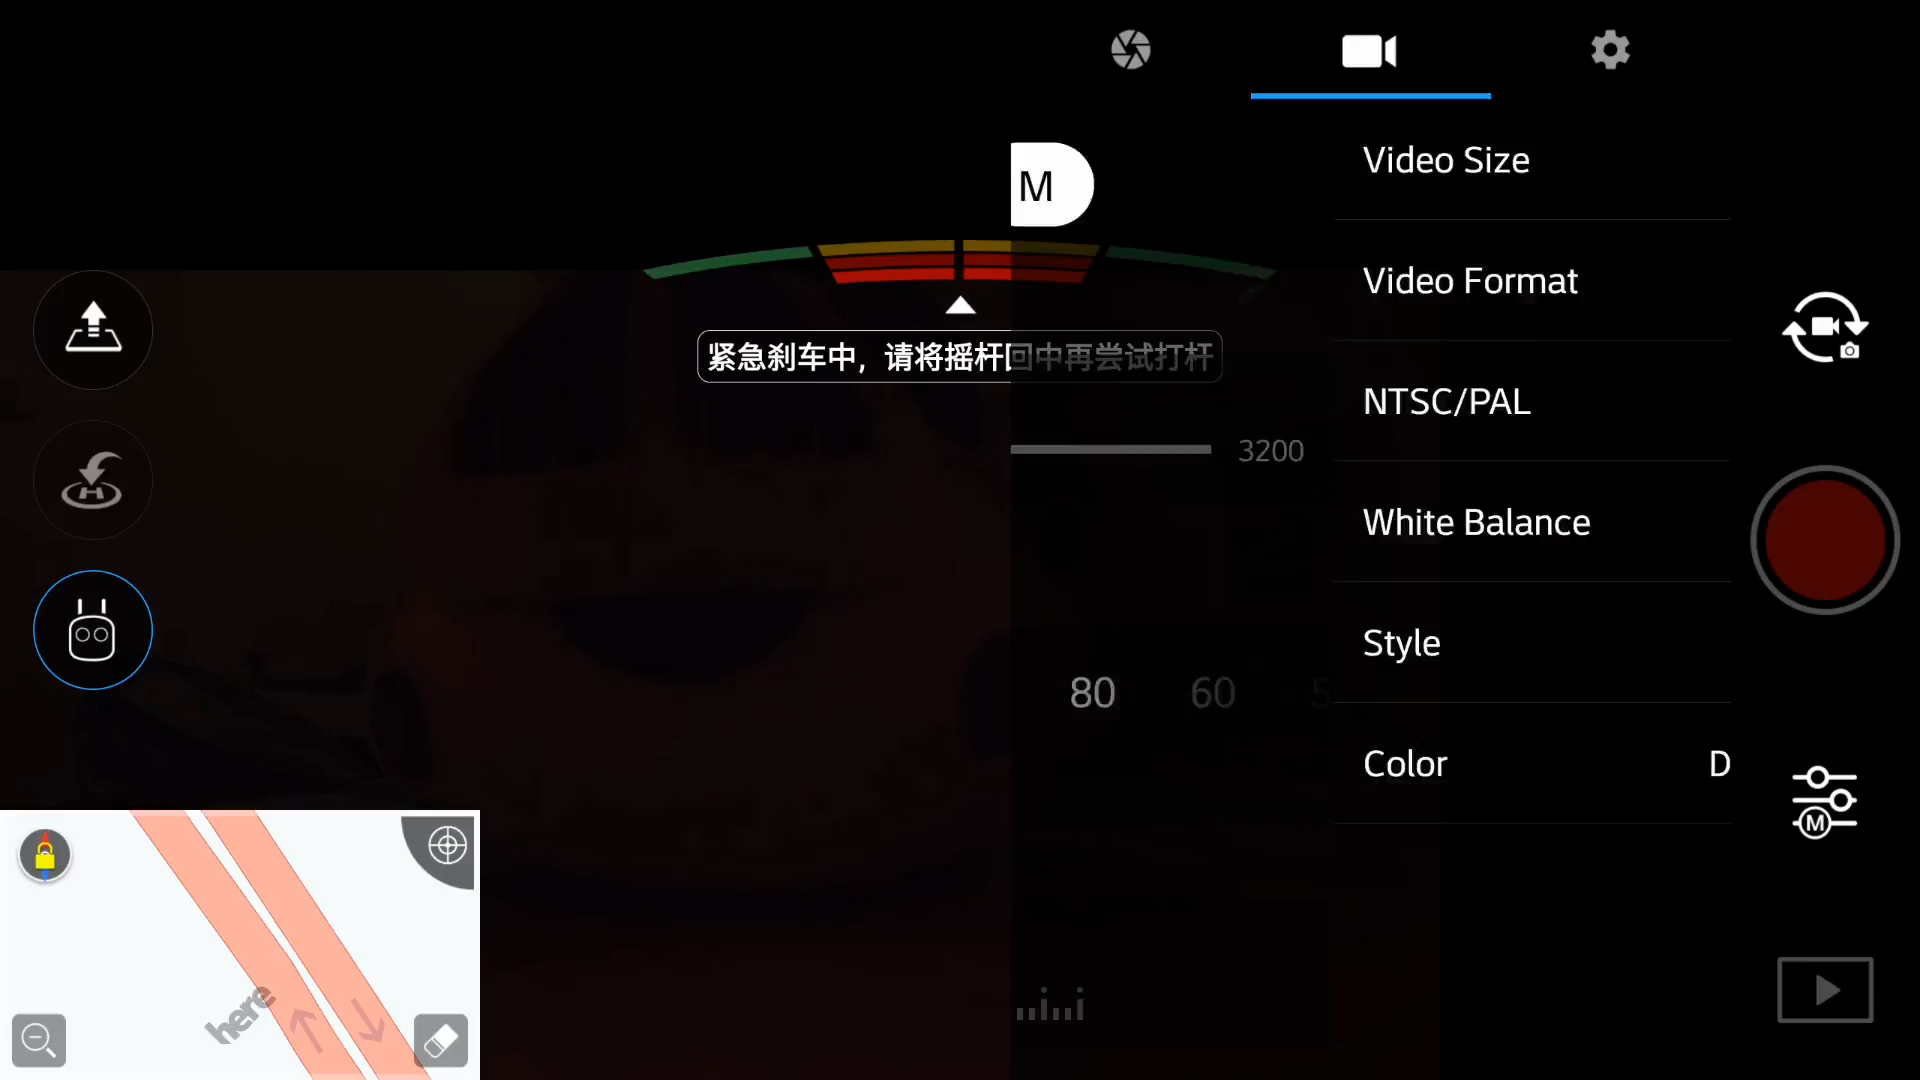 Video Size
M
Video Format
紧急刹车中，请将摇杆回中再尝试打杆
NTSC/PAL
3200
White Balance
Style
80 60 5
Color D
M
H
here